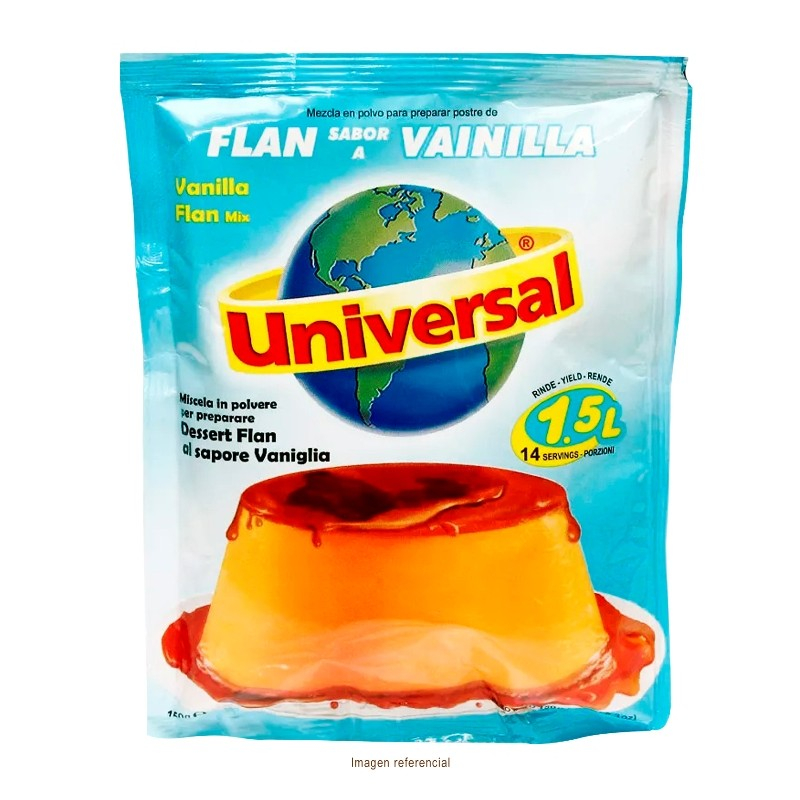 Mezcla en polvo para preparar postre de
FLAN SABOR A VAINILLA
Vanilla
Flan Mix
®
Universal
Miscela in polvere
per preparare
Dessert Flan
al sapore Vaniglia
RINDE - YIELD - RENDE
1.5L
14 SERVINGS - PORZIONI
150g
Imagen referencial